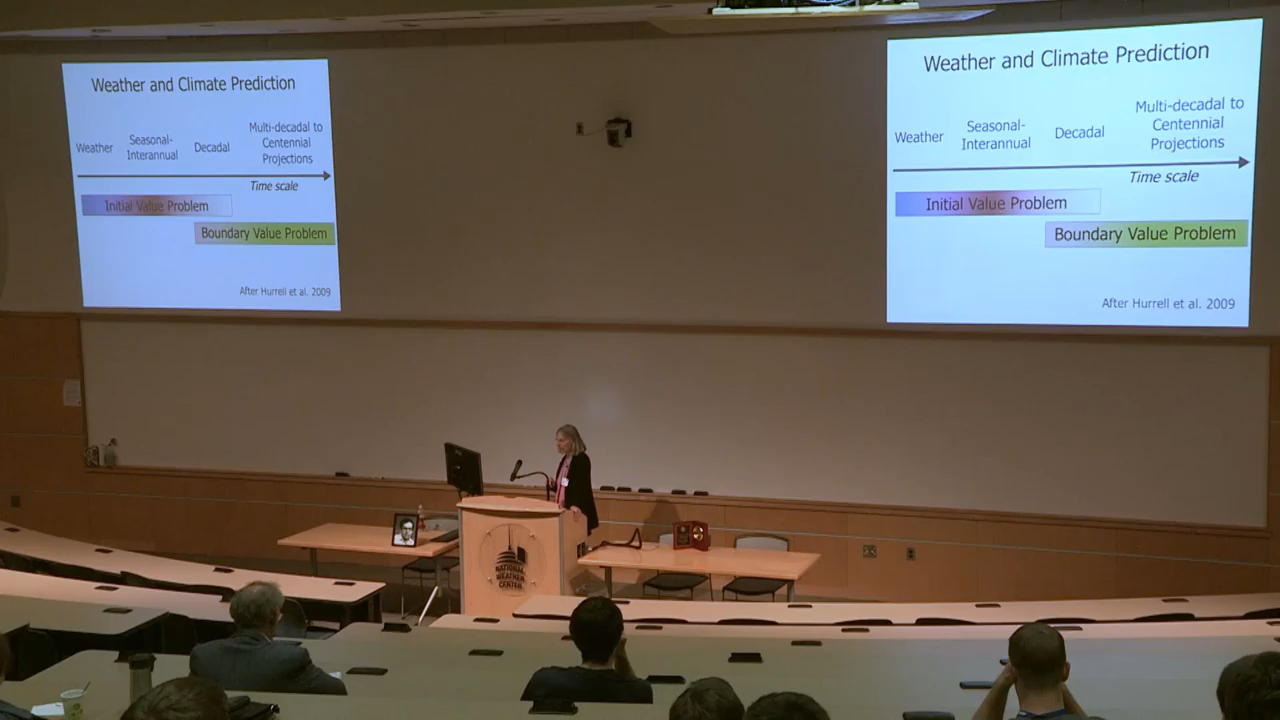 Weather and Climate Prediction
Weather
Seasonal-
Interannual
Decadal
Multi-decadal to
Centennial
Projections
Time scale
Initial Value Problem
Boundary Value Problem
After Hurrell et al. 2009
Weather and Climate Prediction
Weather
Seasonal-
Interannual
Decadal
Multi-decadal to
Centennial
Projections
Time scale
Initial Value Problem
Boundary Value Problem
After Hurrell et al. 2009
NATIONAL
WEATHER
CENTER